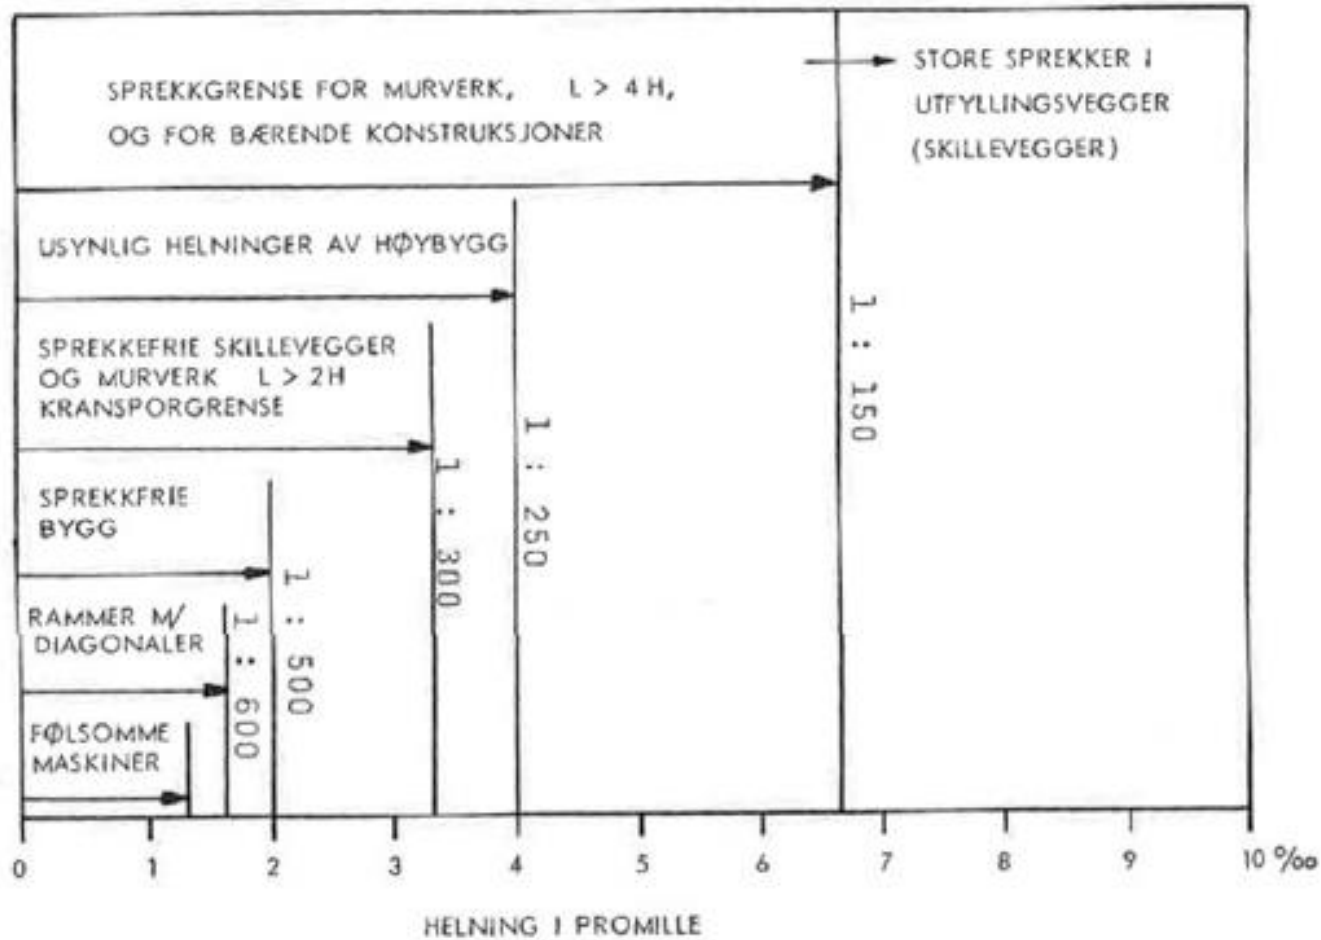 SPREKKGRENSE FOR MURVERK, L > 4 H,
OG FOR BÆRENDE KONSTRUKSJONER
STORE SPREKKER I
UTFYLLINGSVEGGER
(SKILLEVEGGER)
USYNLIG HELNINGER AV HØYBYGG
1 : 150
SPREKKEFRIE SKILLEVEGGER
OG MURVERK L > 2H
KRANSPORGRENSE
1 : 250
1 : 300
SPREKKFRIE
BYGG
1 : 500
RAMMER M/
DIAGONALER
1 : 600
FØLSOMME
MASKINER
0 1 2 3 4 5 6 7 8 9 10 ‰
HELNING I PROMILLE